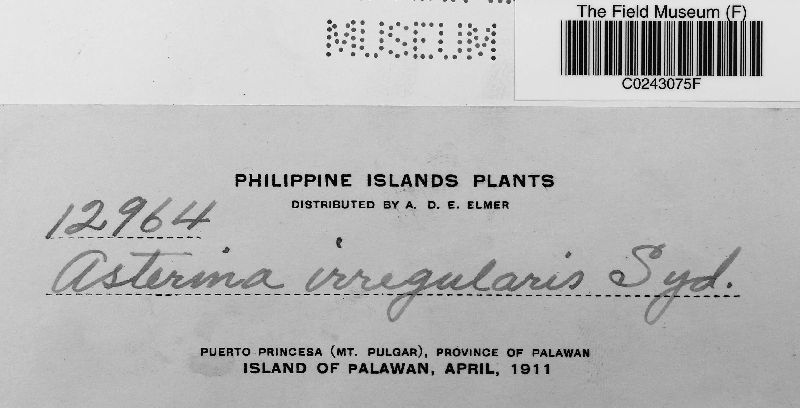 MUSEUM
The Field Museum (F)
C0243075F
PHILIPPINE ISLANDS PLANTS
DISTRIBUTED BY A. D. E. ELMER
12964
Asterina irregularis Syd.
PUERTO PRINCESA (MT. PULGAR), PROVINCE OF PALAWAN
ISLAND OF PALAWAN, APRIL, 1911